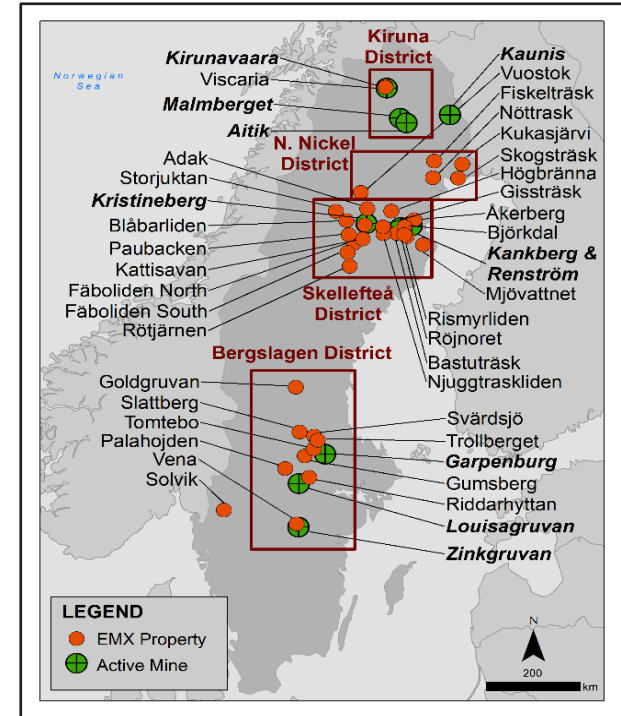 Kiruna
District
Kirunavaara
Viscaria
Malmberget
Aitik
Norwegian
Sea
Kaunis
Vuostok
Fiskelträsk
Nöttrask
Kukasjärvi
Skogsträsk
Högbränna
Gissträsk
Åkerberg
Björkdal
Kankberg &
Renström
Mjövattnet
N. Nickel
District
Adak
Storjuktan
Kristineberg
Blåbarliden
Paubacken
Kattisavan
Fäboliden North
Fäboliden South
Rötjärnen
Skellefteå
District
Rismyrliden
Röjnoret
Bastuträsk
Njuggtraskliden
Bergslagen District
Goldgruvan
Slattberg
Tomtebo
Palahojden
Vena
Solvik
Svärdsjö
Trollberget
Garpenburg
Gumsberg
Riddarhyttan
Louisagruvan
Zinkgruvan
LEGEND
EMX Property
Active Mine
N
200
km